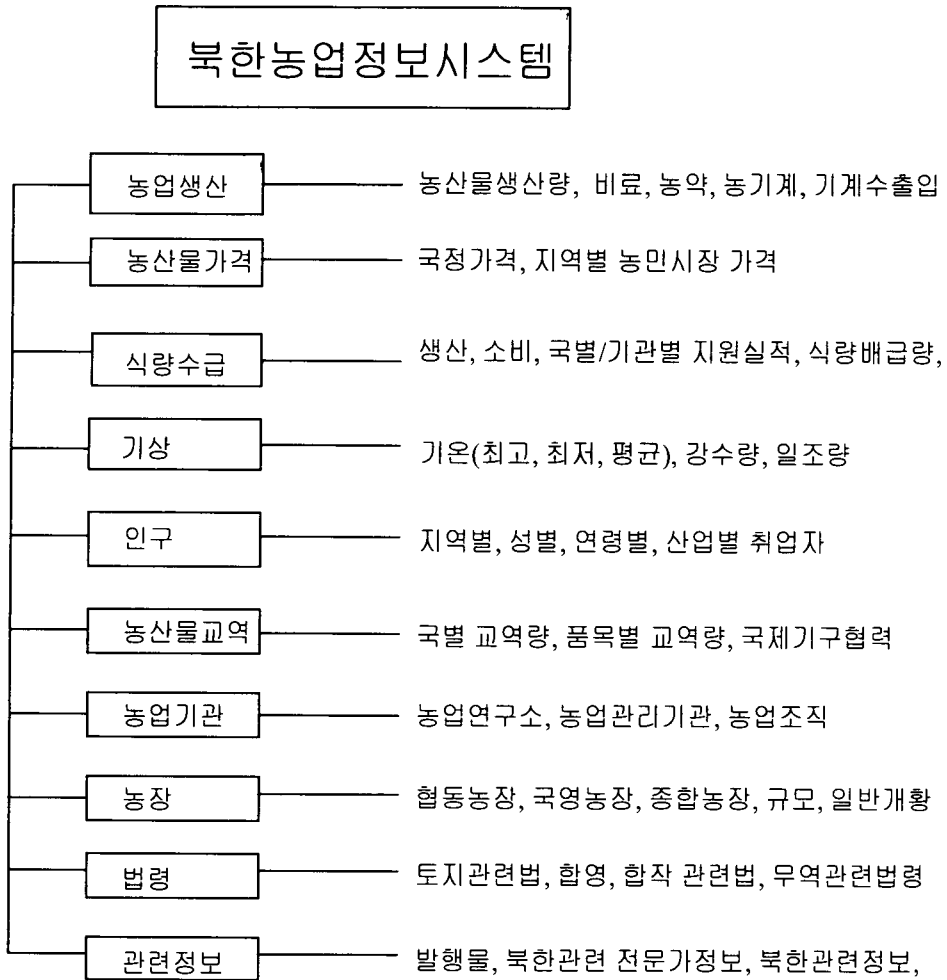 북한농업정보시스템
농업생산 농산물생산량, 비료, 농약, 농기계, 기계수출입
농산물가격 국정가격, 지역별 농민시장 가격
식량수급 생산, 소비, 국별/기관별 지원실적, 식량배급량,
기상 기온(최고, 최저, 평균), 강수량, 일조량
인구 지역별, 성별, 연령별, 산업별 취업자
농산물교역 국별 교역량, 품목별 교역량, 국제기구협력
농업기관 농업연구소, 농업관리기관, 농업조직
농장 협동농장, 국영농장, 종합농장, 규모, 일반개황
법령 토지관련법, 합영, 합작 관련법, 무역관련법령
관련정보 발행물, 북한관련 전문가정보, 북한관련정보,